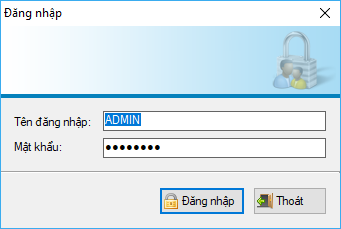 Đăng nhập
Tên đăng nhập: ADMIN
Mật khẩu: ●●●●●●●●
Đăng nhập Thoát